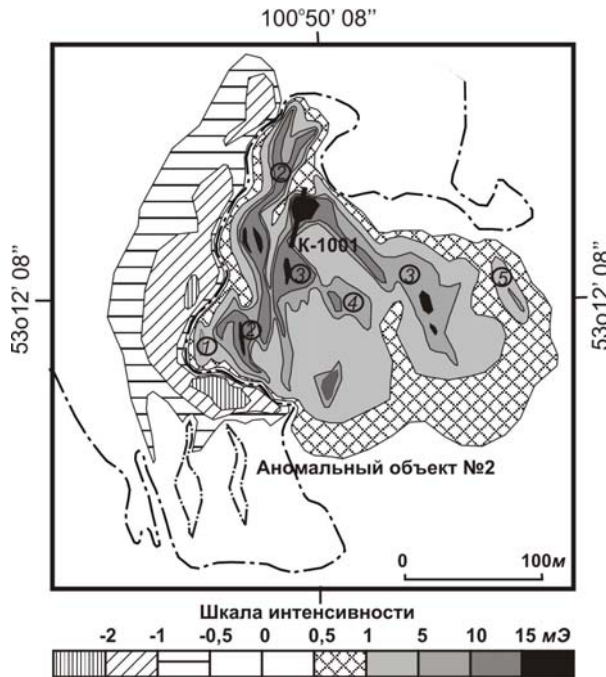 100°50' 08"
2
К-1001
53o12' 08"
53o12' 08"
3
3
5
4
1
2
Аномальный объект №2
0 100м
Шкала интенсивности
-2 -1 -0,5 0 0,5 1 5 10 15 мЭ